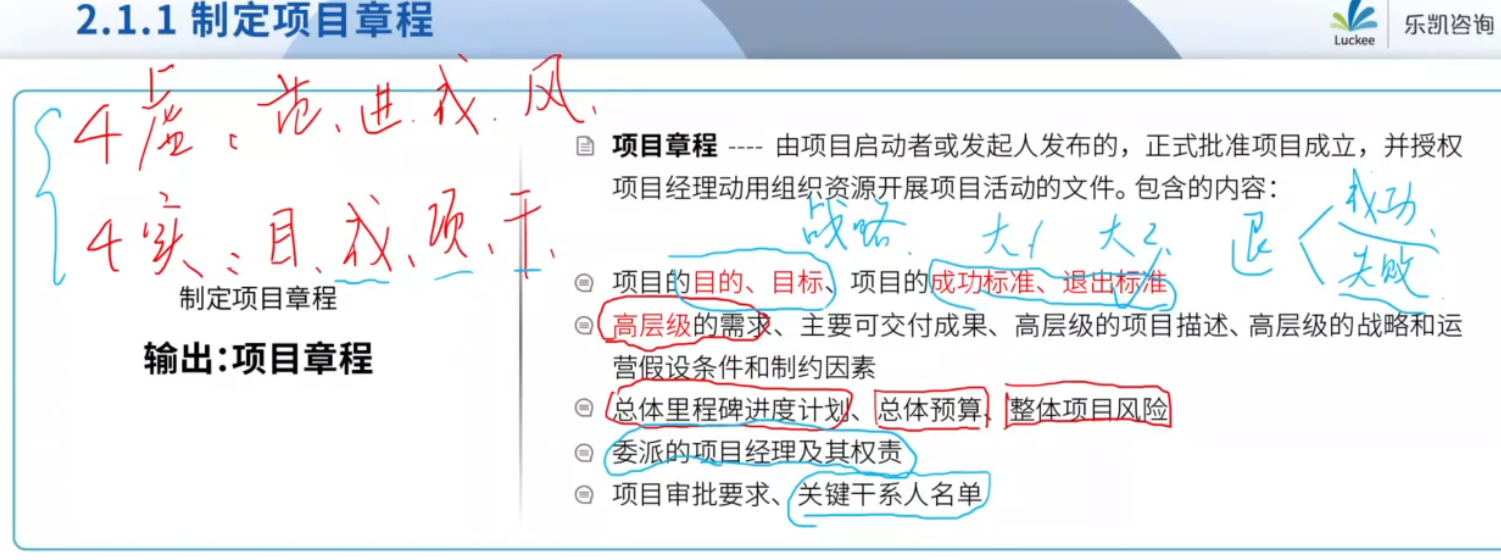 2.1.1 制定项目章程
Luckee
乐凯咨询
4虚：范、进、成、风、
4实：目、成、项、干、
制定项目章程
输出：项目章程
项目章程 ---- 由项目启动者或发起人发布的，正式批准项目成立，并授权
项目经理动用组织资源开展项目活动的文件。包含的内容：
战略、大1 大2、退 成功、
失败、
项目的目的、目标、项目的成功标准、退出标准
高层级的需求、主要可交付成果、高层级的项目描述、高层级的战略和运
营假设条件和制约因素
总体里程碑进度计划、总体预算、整体项目风险
委派的项目经理及其权责
项目审批要求、关键干系人名单